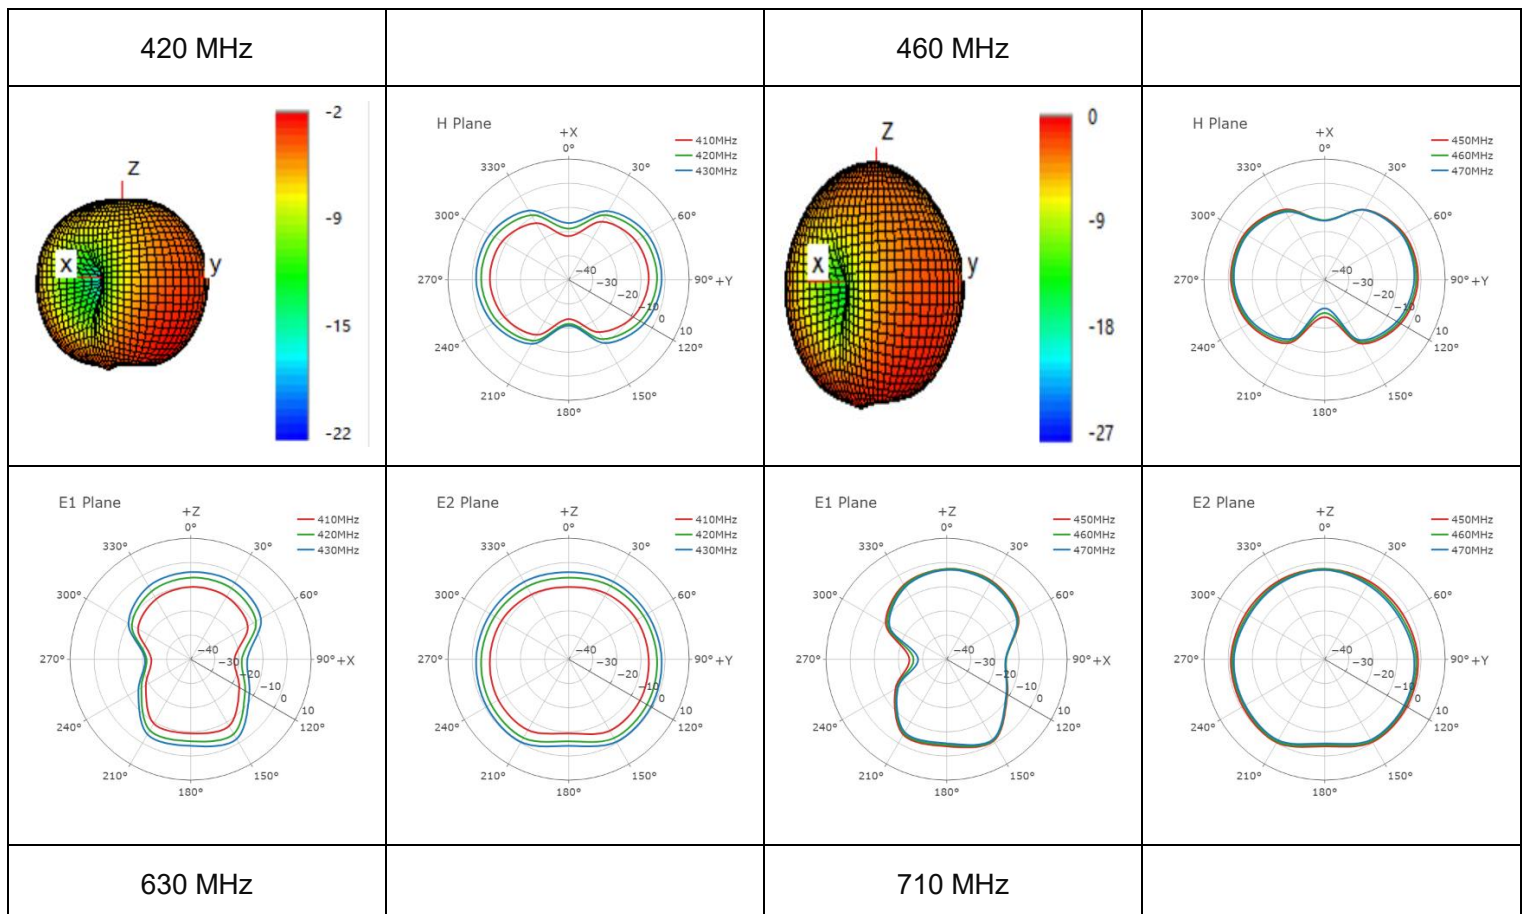 420 MHz
460 MHz
-2
-9
-15
-22
Z
X
y
H Plane
+X
0°
30°
60°
90°+Y
120°
150°
180°
210°
240°
270°
300°
330°
−40
−30
−20
−10
0
10
410MHz
420MHz
430MHz
0
-9
-18
-27
Z
X
y
H Plane
+X
0°
30°
60°
90°+Y
120°
150°
180°
210°
240°
270°
300°
330°
−40
−30
−20
−10
0
10
450MHz
460MHz
470MHz
E1 Plane
+Z
0°
30°
60°
90°+X
120°
150°
180°
210°
240°
270°
300°
330°
−40
−30
−20
−10
0
10
410MHz
420MHz
430MHz
E2 Plane
+Z
0°
30°
60°
90°+Y
120°
150°
180°
210°
240°
270°
300°
330°
−40
−30
−20
−10
0
10
410MHz
420MHz
430MHz
E1 Plane
+Z
0°
30°
60°
90°+X
120°
150°
180°
210°
240°
270°
300°
330°
−40
−30
−20
−10
0
10
450MHz
460MHz
470MHz
E2 Plane
+Z
0°
30°
60°
90°+Y
120°
150°
180°
210°
240°
270°
300°
330°
−40
−30
−20
−10
0
10
450MHz
460MHz
470MHz
630 MHz
710 MHz